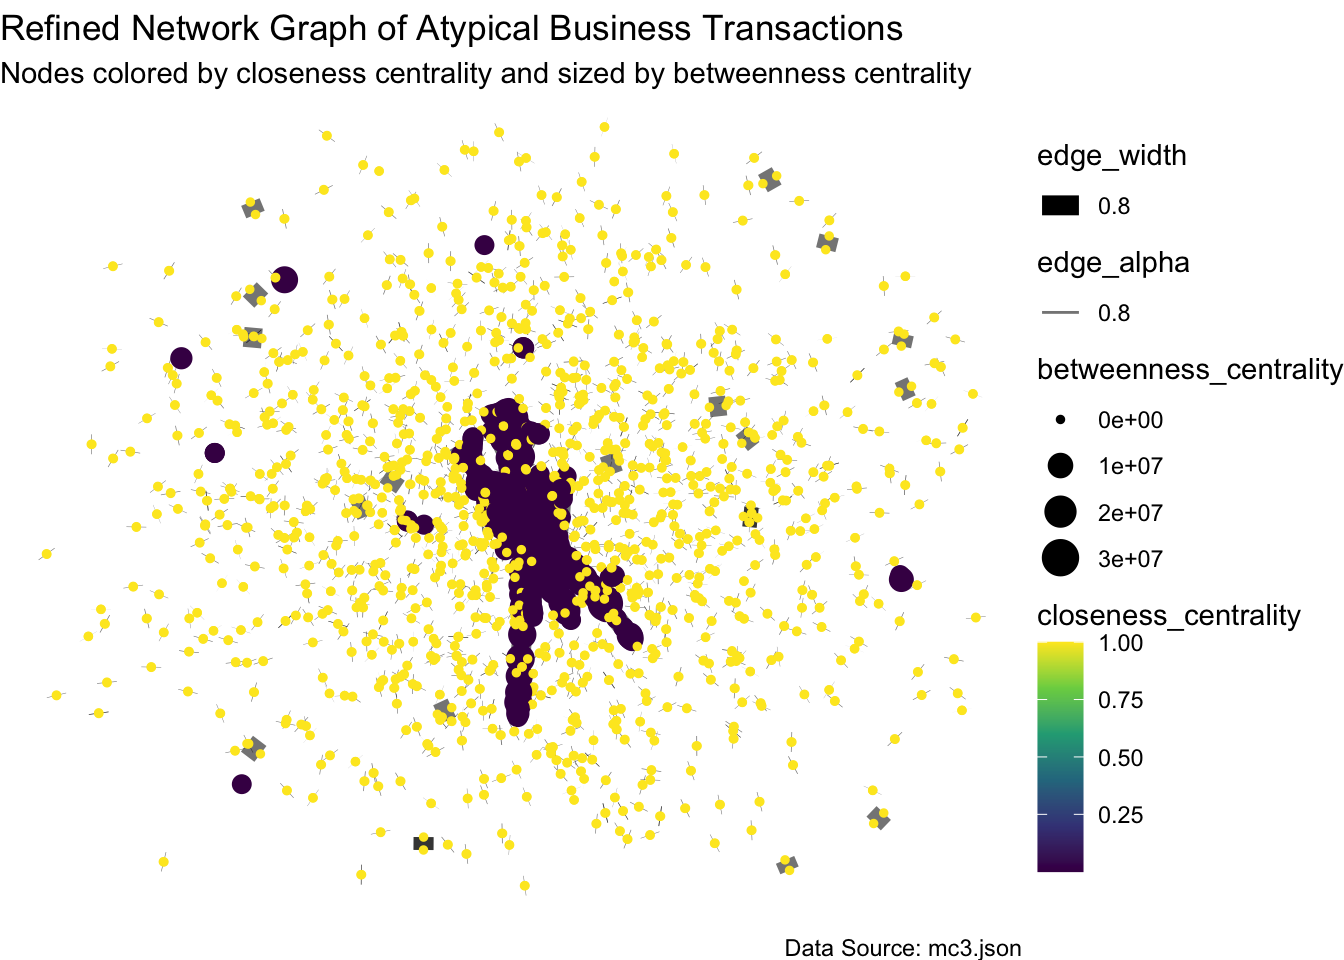 Refined Network Graph of Atypical Business Transactions
Nodes colored by closeness centrality and sized by betweenness centrality
edge_width
0.8
edge_alpha
0.8
betweenness_centrality
0e+00
1e+07
2e+07
3e+07
closeness_centrality
1.00
0.75
0.50
0.25
Data Source: mc3.json